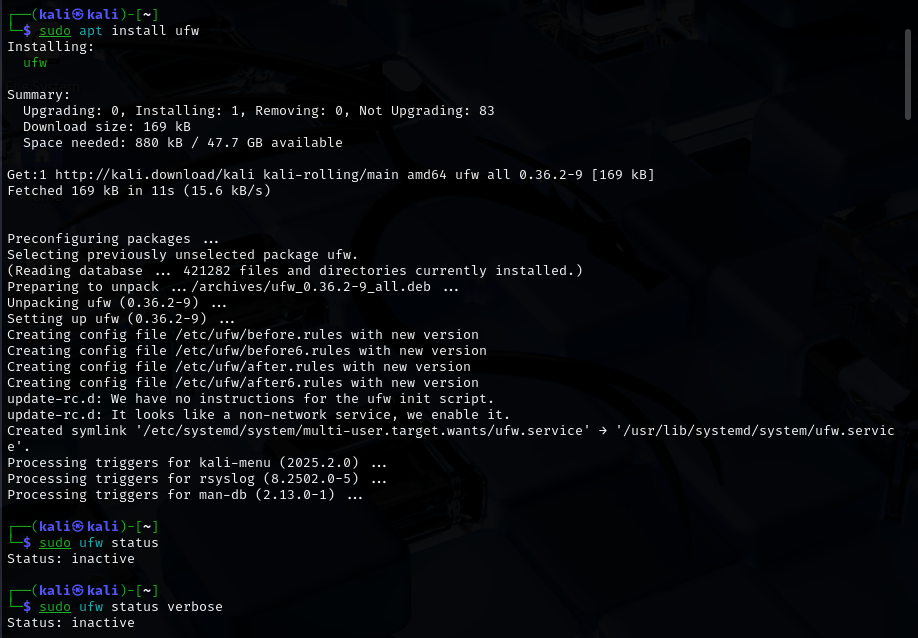 ┌──(kali㉿kali)-[~]
└─$ sudo apt install ufw
Installing:
  ufw

Summary:
  Upgrading: 0, Installing: 1, Removing: 0, Not Upgrading: 83
  Download size: 169 kB
  Space needed: 880 kB / 47.7 GB available

Get:1 http://kali.download/kali kali-rolling/main amd64 ufw all 0.36.2-9 [169 kB]
Fetched 169 kB in 11s (15.6 kB/s)


Preconfiguring packages ...
Selecting previously unselected package ufw.
(Reading database ... 421282 files and directories currently installed.)
Preparing to unpack .../archives/ufw_0.36.2-9_all.deb ...
Unpacking ufw (0.36.2-9) ...
Setting up ufw (0.36.2-9) ...
Creating config file /etc/ufw/before.rules with new version
Creating config file /etc/ufw/before6.rules with new version
Creating config file /etc/ufw/after.rules with new version
Creating config file /etc/ufw/after6.rules with new version
update-rc.d: We have no instructions for the ufw init script.
update-rc.d: It looks like a non-network service, we enable it.
Created symlink '/etc/systemd/system/multi-user.target.wants/ufw.service' → '/usr/lib/systemd/system/ufw.servic
e'.
Processing triggers for kali-menu (2025.2.0) ...
Processing triggers for rsyslog (8.2502.0-5) ...
Processing triggers for man-db (2.13.0-1) ...

┌──(kali㉿kali)-[~]
└─$ sudo ufw status
Status: inactive

┌──(kali㉿kali)-[~]
└─$ sudo ufw status verbose
Status: inactive